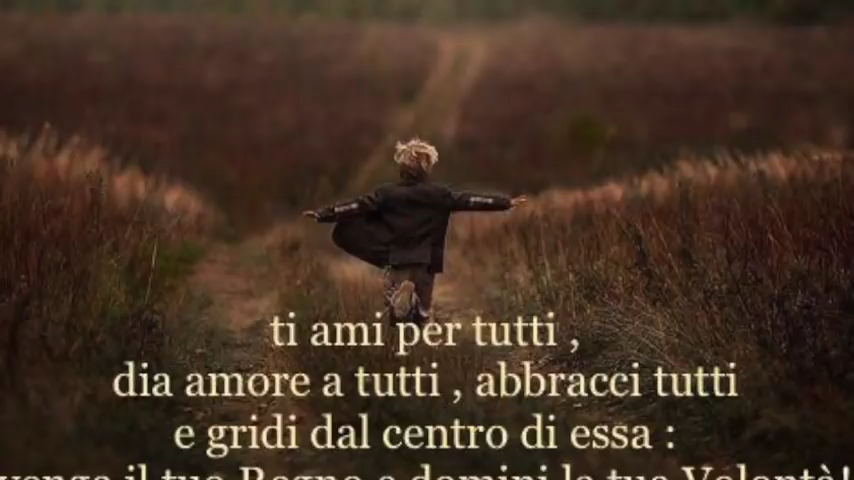 ti ami per tutti ,
dia amore a tutti , abbracci tutti
e gridi dal centro di essa :
venga il tuo Regno e domini la tua Volontà!